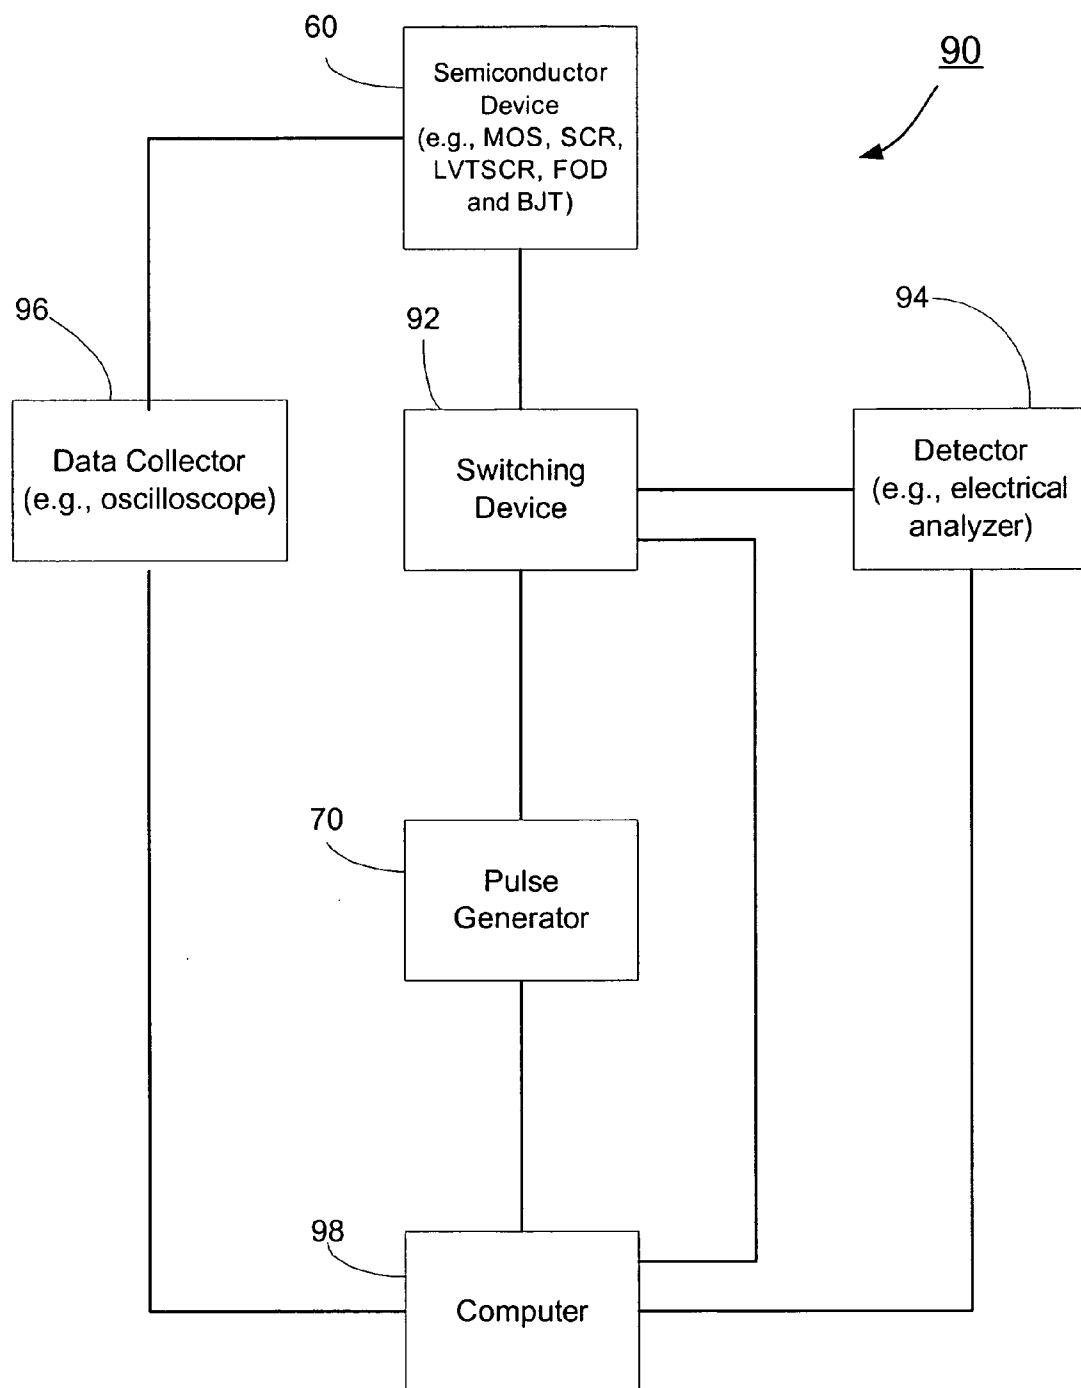 60
90
Semiconductor
Device
(e.g., MOS, SCR,
LVTSCR, FOD
and BJT)
96
92
94
Data Collector
(e.g., oscilloscope)
Switching
Device
Detector
(e.g., electrical
analyzer)
70
Pulse
Generator
98
Computer